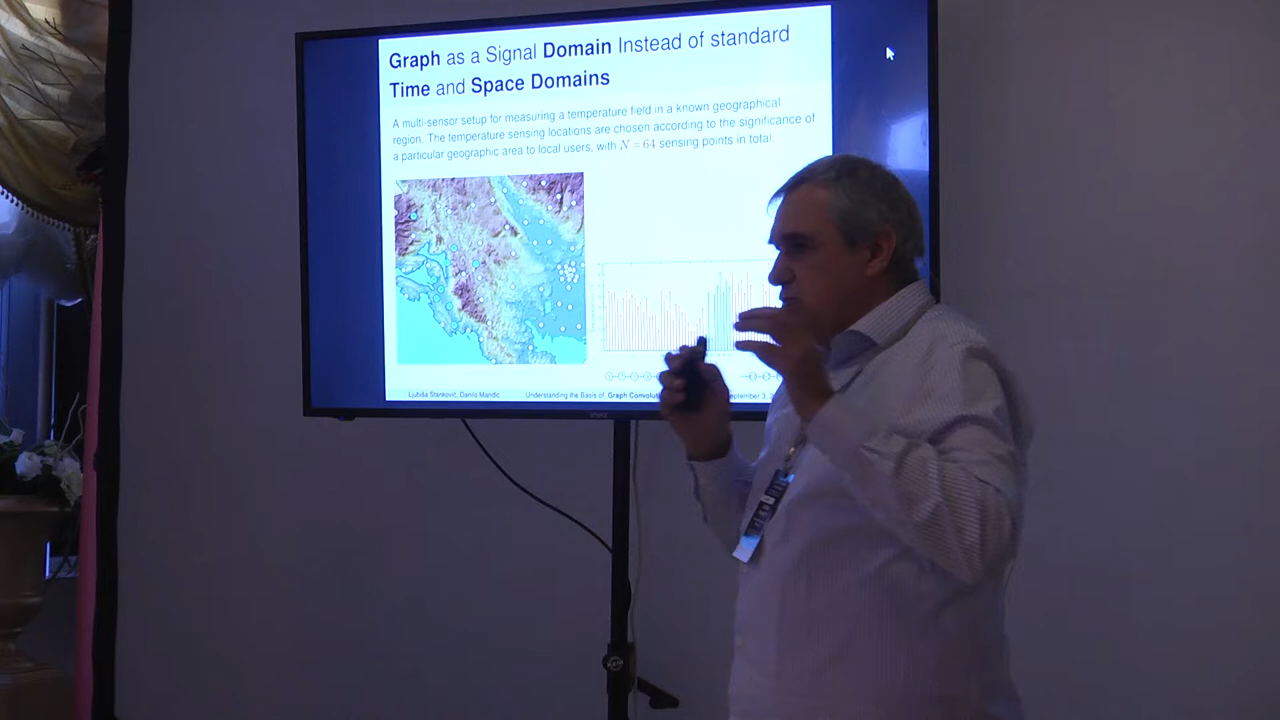 Graph as a Signal Domain Instead of standard
Time and Space Domains
A multi-sensor setup for measuring a temperature field in a known geographical
region. The temperature sensing locations are chosen according to the significance of
a particular geographic area to local users, with N = 64 sensing points in total.
Ljubiša Stanković, Danilo Mandic Understanding the Basis of Graph September 3,